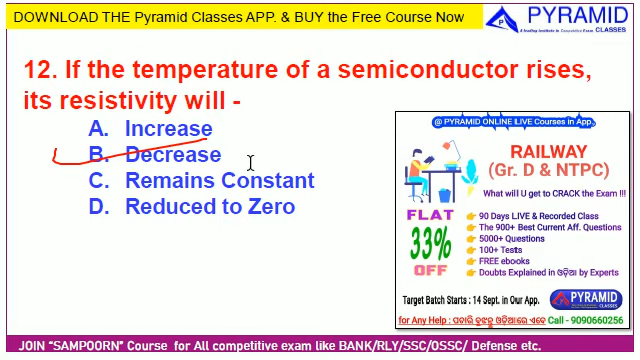 DOWNLOAD THE Pyramid Classes APP. & BUY the Free Course Now
PYRAMID
CLASSES
12. If the temperature of a semiconductor rises,
its resistivity will -
A. Increase
B. Decrease
C. Remains Constant
D. Reduced to Zero
@ PYRAMID ONLINE LIVE Courses in App.
RAILWAY
(Gr. D & NTPC)
What will U get to CRACK the Exam !!!
FLAT
33%
OFF
90 Days LIVE & Recorded Class
The 900+ Best Current Aff. Questions
5000+ Questions
100+ Tests
FREE ebooks
Doubts Explained in ଓଡ଼ିଆ by Experts
Target Batch Starts : 14 Sept. in Our App.
PYRAMID
CLASSES
for Any Help : ପଚାରି ବୁଝନ୍ତୁ ଓଡ଼ିଆରେ ଏବେ Call - 9090660256
JOIN "SAMPOORN" Course for All competitive exam like BANK/RLY/SSC/OSSC/ Defense etc.